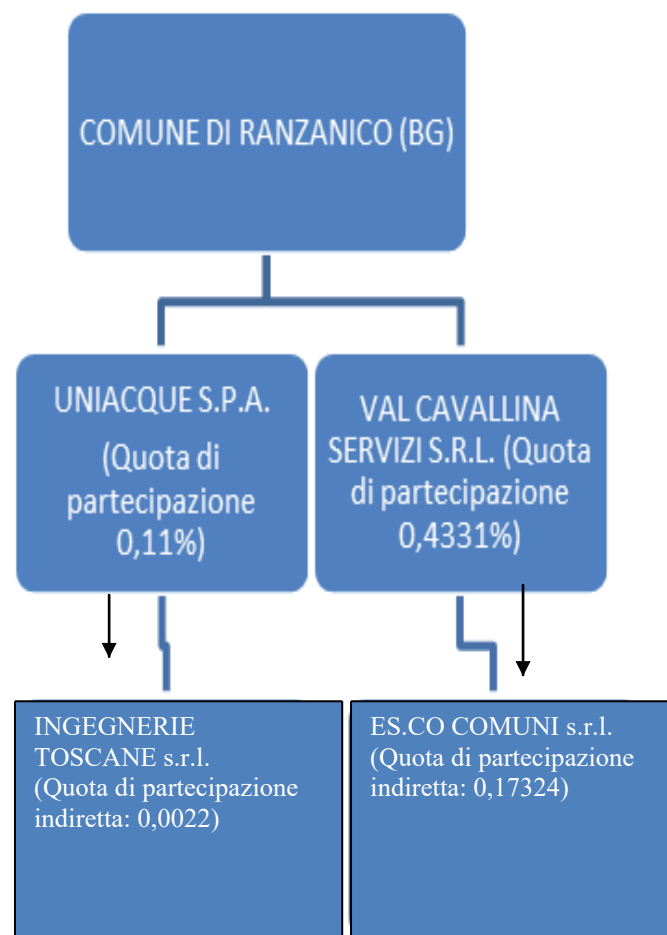 COMUNE DI RANZANICO (BG)
UNIACQUE S.P.A.
(Quota di
partecipazione
0,11%)
VAL CAVALLINA
SERVIZI S.R.L. (Quota
di partecipazione
0,4331%)
INGEGNERIE
TOSCANE s.r.l.
(Quota di partecipazione
indiretta: 0,0022)
ES.CO COMUNI s.r.l.
(Quota di partecipazione
indiretta: 0,17324)